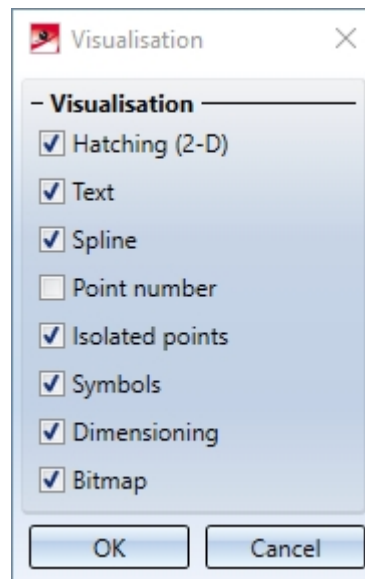 Visualisation
Visualisation
Hatching (2-D)
Text
Spline
Point number
Isolated points
Symbols
Dimensioning
Bitmap
OK
Cancel